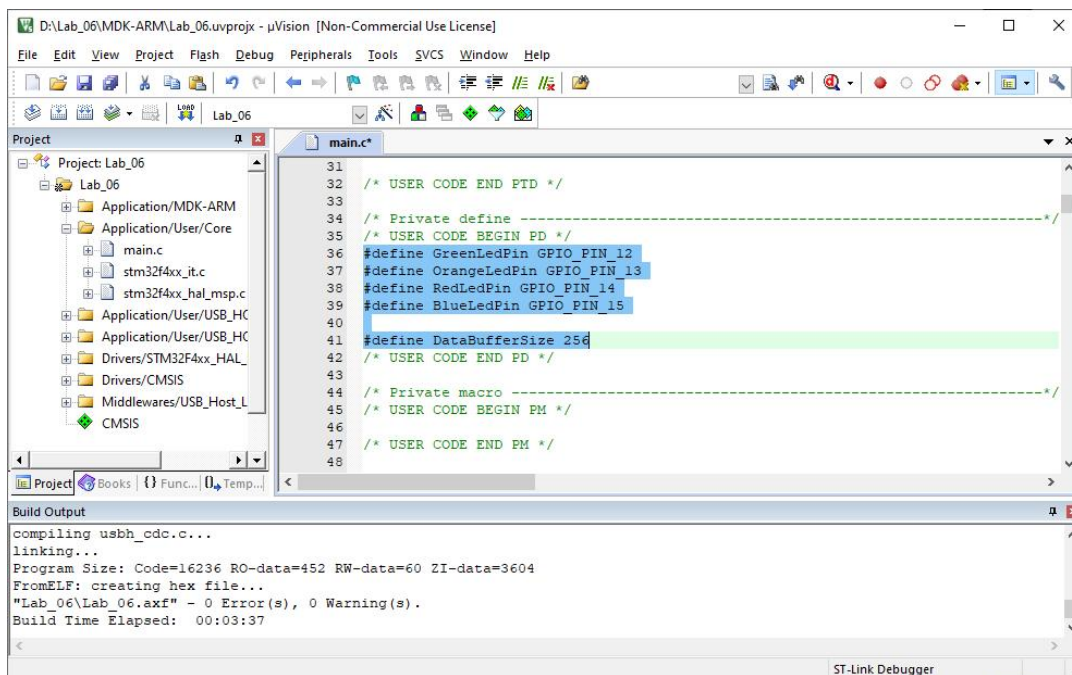 D:\Lab_06\MDK-ARM\Lab_06.uvprojx - µVision [Non-Commercial Use License]
File Edit View Project Flash Debug Peripherals Tools SVCS Window Help
LOAD
Lab_06
Project
Project: Lab_06
Lab_06
Application/MDK-ARM
Application/User/Core
main.c
stm32f4xx_it.c
stm32f4xx_hal_msp.c
Application/User/USB_HO
Application/User/USB_HO
Drivers/STM32F4xx_HAL_
Drivers/CMSIS
Middlewares/USB_Host_L
CMSIS
Project Books {} Func... 0 Temp...
main.c*
31
32 /* USER CODE END PTD */
33
34 /* Private define ------------------------------------------------------------*/
35 /* USER CODE BEGIN PD */
36 #define GreenLedPin GPIO_PIN_12
37 #define OrangeLedPin GPIO_PIN_13
38 #define RedLedPin GPIO_PIN_14
39 #define BlueLedPin GPIO_PIN_15
40
41 #define DataBufferSize 256
42 /* USER CODE END PD */
43
44 /* Private macro -------------------------------------------------------------*/
45 /* USER CODE BEGIN PM */
46
47 /* USER CODE END PM */
48
Build Output
compiling usbh_cdc.c...
linking...
Program Size: Code=16236 RO-data=452 RW-data=60 ZI-data=3604
FromELF: creating hex file...
"Lab_06\Lab_06.axf" - 0 Error(s), 0 Warning(s).
Build Time Elapsed:  00:03:37
ST-Link Debugger